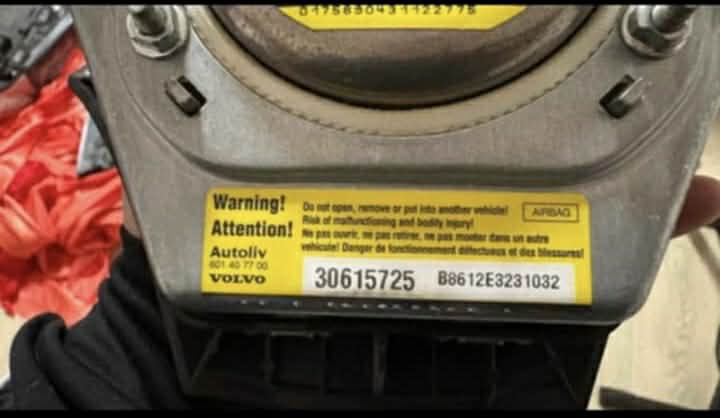 Warning!
Attention!
Autoliv
601 40 77 00
VOLVO
Do not open, remove or put into another vehicle!
Risk of malfunctioning and bodily injury!
Ne pas ouvrir, ne pas retirer, ne pas monter dans un autre
vehicule! Danger de fonctionnement défectueux et des blessures!
AIRBAG
30615725
B8612E3231032